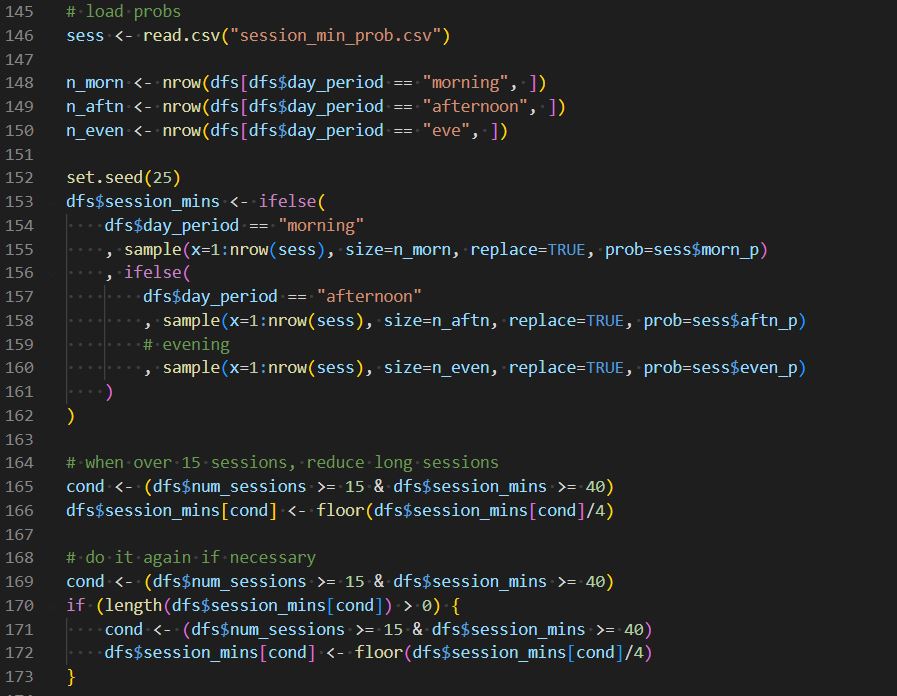 145 # load probs
146 sess <- read.csv("session_min_prob.csv")
147
148 n_morn <- nrow(dfs[dfs$day_period == "morning", ])
149 n_aftn <- nrow(dfs[dfs$day_period == "afternoon", ])
150 n_even <- nrow(dfs[dfs$day_period == "eve", ])
151
152 set.seed(25)
153 dfs$session_mins <- ifelse(
154     dfs$day_period == "morning"
155     , sample(x=1:nrow(sess), size=n_morn, replace=TRUE, prob=sess$morn_p)
156     , ifelse(
157         dfs$day_period == "afternoon"
158         , sample(x=1:nrow(sess), size=n_aftn, replace=TRUE, prob=sess$aftn_p)
159         # evening
160         , sample(x=1:nrow(sess), size=n_even, replace=TRUE, prob=sess$even_p)
161     )
162 )
163
164 # when over 15 sessions, reduce long sessions
165 cond <- (dfs$num_sessions >= 15 & dfs$session_mins >= 40)
166 dfs$session_mins[cond] <- floor(dfs$session_mins[cond]/4)
167
168 # do it again if necessary
169 cond <- (dfs$num_sessions >= 15 & dfs$session_mins >= 40)
170 if (length(dfs$session_mins[cond]) > 0) {
171     cond <- (dfs$num_sessions >= 15 & dfs$session_mins >= 40)
172     dfs$session_mins[cond] <- floor(dfs$session_mins[cond]/4)
173 }